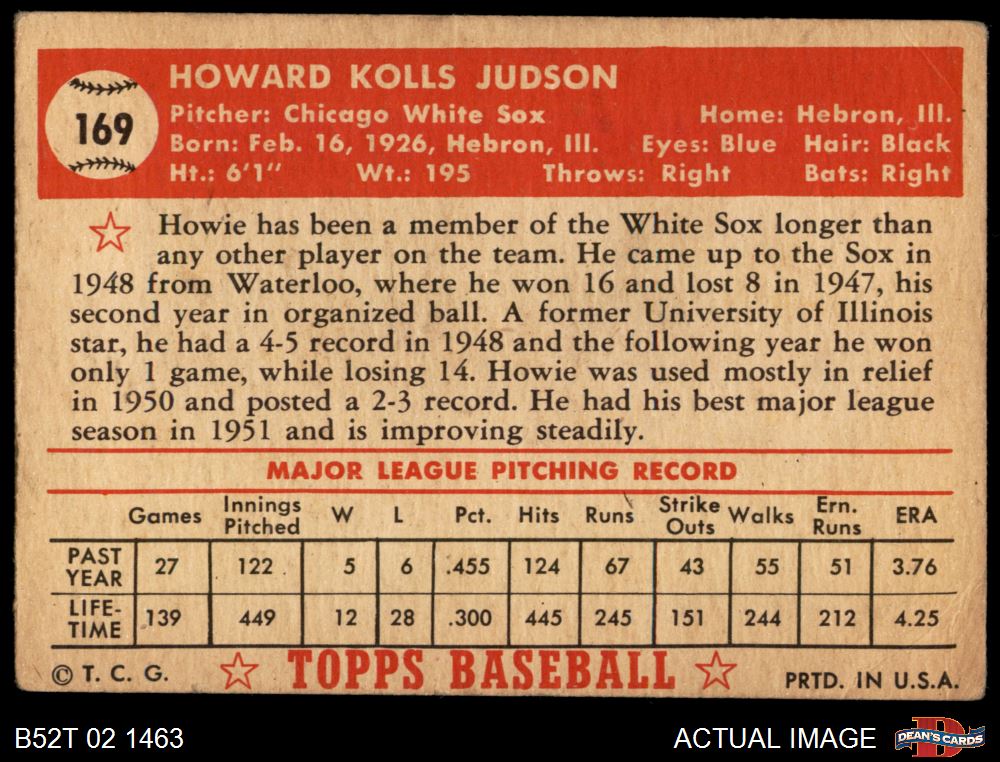 169
HOWARD KOLLS JUDSON
Pitcher: Chicago White Sox Home: Hebron, Ill.
Born: Feb. 16, 1926, Hebron, Ill. Eyes: Blue Hair: Black
Ht.: 6'1" Wt.: 195 Throws: Right Bats: Right
Howie has been a member of the White Sox longer than
any other player on the team. He came up to the Sox in
1948 from Waterloo, where he won 16 and lost 8 in 1947, his
second year in organized ball. A former University of Illinois
star, he had a 4-5 record in 1948 and the following year he won
only 1 game, while losing 14. Howie was used mostly in relief
in 1950 and posted a 2-3 record. He had his best major league
season in 1951 and is improving steadily.
MAJOR LEAGUE PITCHING RECORD
Games Innings Pitched W L Pct. Hits Runs Strike Outs Walks Ern. Runs ERA
PAST YEAR 27 122 5 6 .455 124 67 43 55 51 3.76
LIFE-TIME 139 449 12 28 .300 445 245 151 244 212 4.25
© T. C. G. TOPPS BASEBALL PRTD. IN U.S.A.
B52T 02 1463 ACTUAL IMAGE DEAN'S CARDS